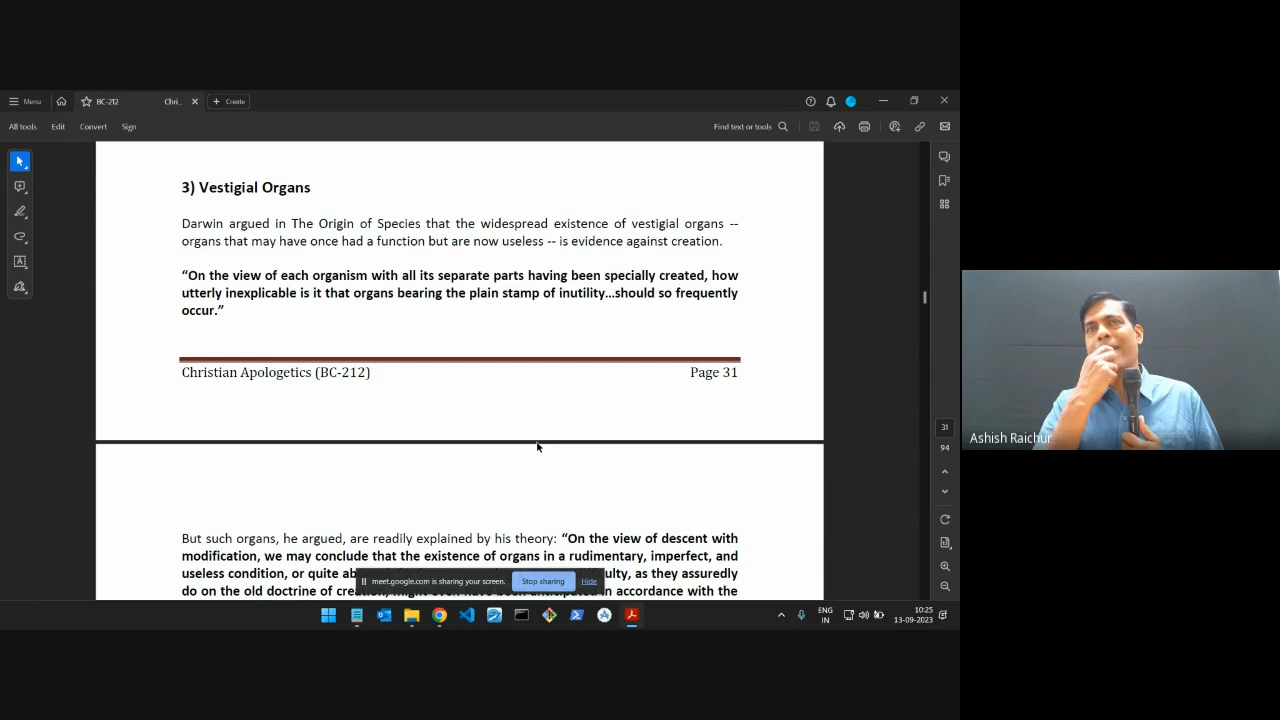 Menu
BC-212
Chri...
Create
All tools
Edit
Convert
Sign
Find text or tools
3) Vestigial Organs
Darwin argued in The Origin of Species that the widespread existence of vestigial organs --
organs that may have once had a function but are now useless -- is evidence against creation.
“On the view of each organism with all its separate parts having been specially created, how
utterly inexplicable is it that organs bearing the plain stamp of inutility...should so frequently
occur.”
Christian Apologetics (BC-212)
Page 31
31
94
But such organs, he argued, are readily explained by his theory: “On the view of descent with
modification, we may conclude that the existence of organs in a rudimentary, imperfect, and
useless condition, or quite
as they assuredly
do on the old doctrine of
in accordance with the
meet.google.com is sharing your screen.
Stop sharing
Hide
ENG
IN
10:25
13-09-2023
Ashish Raichur